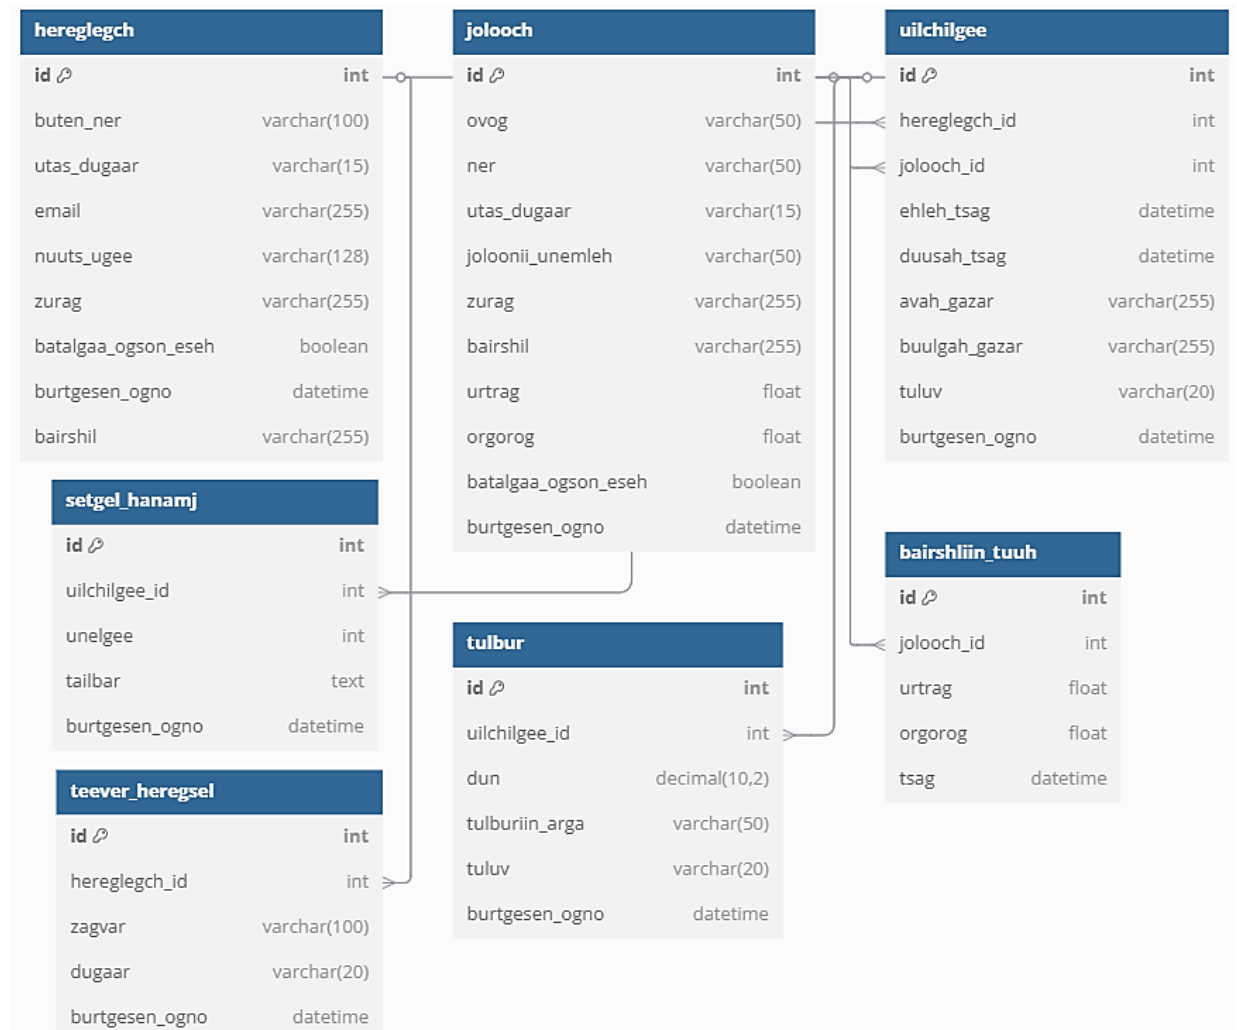 hereglegch
id int
buten_ner varchar(100)
utas_dugaar varchar(15)
email varchar(255)
nuuts_ugee varchar(128)
zurag varchar(255)
batalgaa_ogson_eseh boolean
burtgesen_ogno datetime
bairshil varchar(255)
jolooch
id int
ovog varchar(50)
ner varchar(50)
utas_dugaar varchar(15)
joloonii_unemleh varchar(50)
zurag varchar(255)
bairshil varchar(255)
urtrag float
orgorog float
batalgaa_ogson_eseh boolean
burtgesen_ogno datetime
uilchilgee
id int
hereglegch_id int
jolooch_id int
ehleh_tsag datetime
duusah_tsag datetime
avah_gazar varchar(255)
buulgah_gazar varchar(255)
tuluv varchar(20)
burtgesen_ogno datetime
setgel_hanamj
id int
uilchilgee_id int
unelgee int
tailbar text
burtgesen_ogno datetime
tulbur
id int
uilchilgee_id int
dun decimal(10,2)
tulburiin_arga varchar(50)
tuluv varchar(20)
burtgesen_ogno datetime
bairshliin_tuuh
id int
jolooch_id int
urtrag float
orgorog float
tsag datetime
teever_heregsel
id int
hereglegch_id int
zagvar varchar(100)
dugaar varchar(20)
burtgesen_ogno datetime